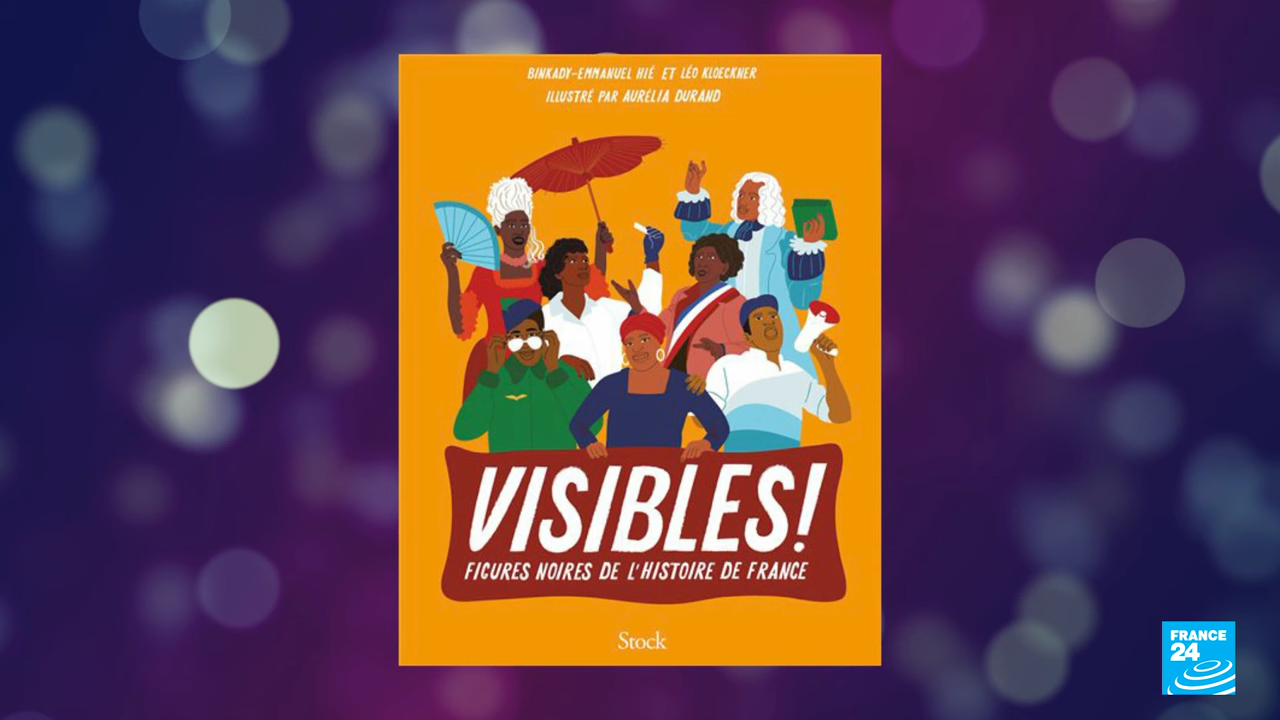 BINKADY-EMMANUEL HIÉ ET LÉO KLOECKNER
ILLUSTRÉ PAR AURÉLIA DURAND
VISIBLES!
FIGURES NOIRES DE L'HISTOIRE DE FRANCE
Stock
FRANCE
24